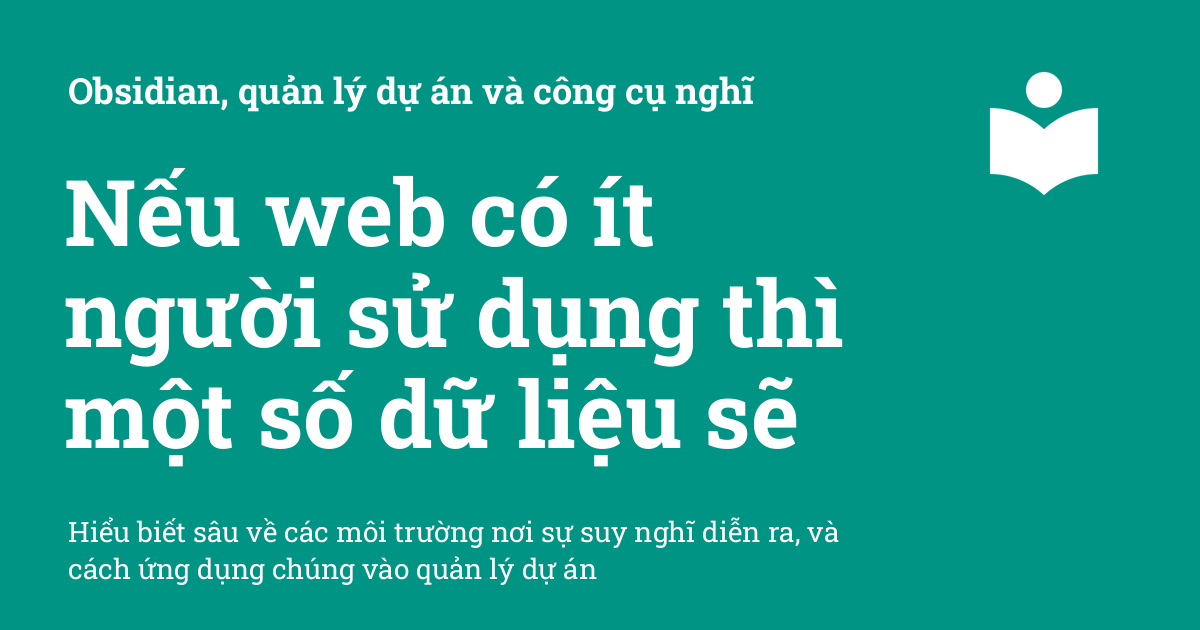 Obsidian, quản lý dự án và công cụ nghĩ
Nếu web có ít
người sử dụng thì
một số dữ liệu sẽ
Hiểu biết sâu về các môi trường nơi sự suy nghĩ diễn ra, và
cách ứng dụng chúng vào quản lý dự án